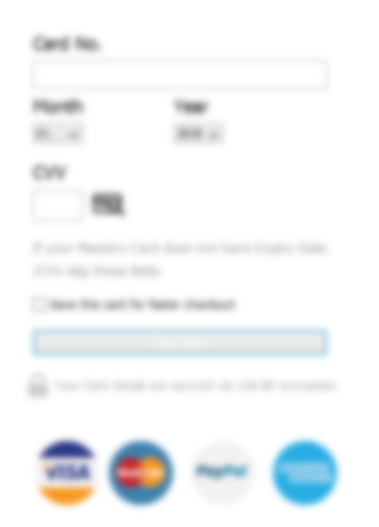 Card No.
Month Year
CVV
If your Maestro Card does not have Expiry Date
/CVV skip these fields
Save this card for faster checkout
Your Card details are secured via 128 Bit encryption
VISA
PayPal